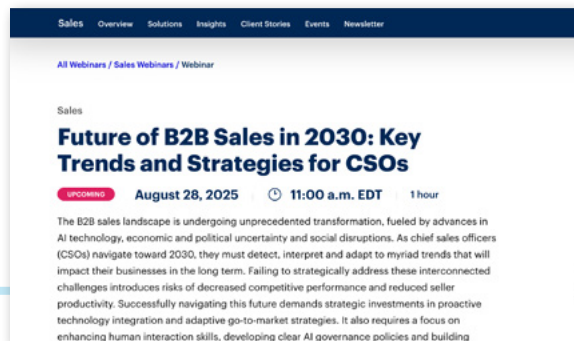 Sales Overview Solutions Insights Client Stories Events Newsletter
All Webinars / Sales Webinars / Webinar
Sales
Future of B2B Sales in 2030: Key
Trends and Strategies for CSOs
UPCOMING August 28, 2025 11:00 a.m. EDT 1 hour
The B2B sales landscape is undergoing unprecedented transformation, fueled by advances in
AI technology, economic and political uncertainty and social disruptions. As chief sales officers
(CSOs) navigate toward 2030, they must detect, interpret and adapt to myriad trends that will
impact their businesses in the long term. Failing to strategically address these interconnected
challenges introduces risks of decreased competitive performance and reduced seller
productivity. Successfully navigating this future demands strategic investments in proactive
technology integration and adaptive go-to-market strategies. It also requires a focus on
enhancing human interaction skills, developing clear AI governance policies and building